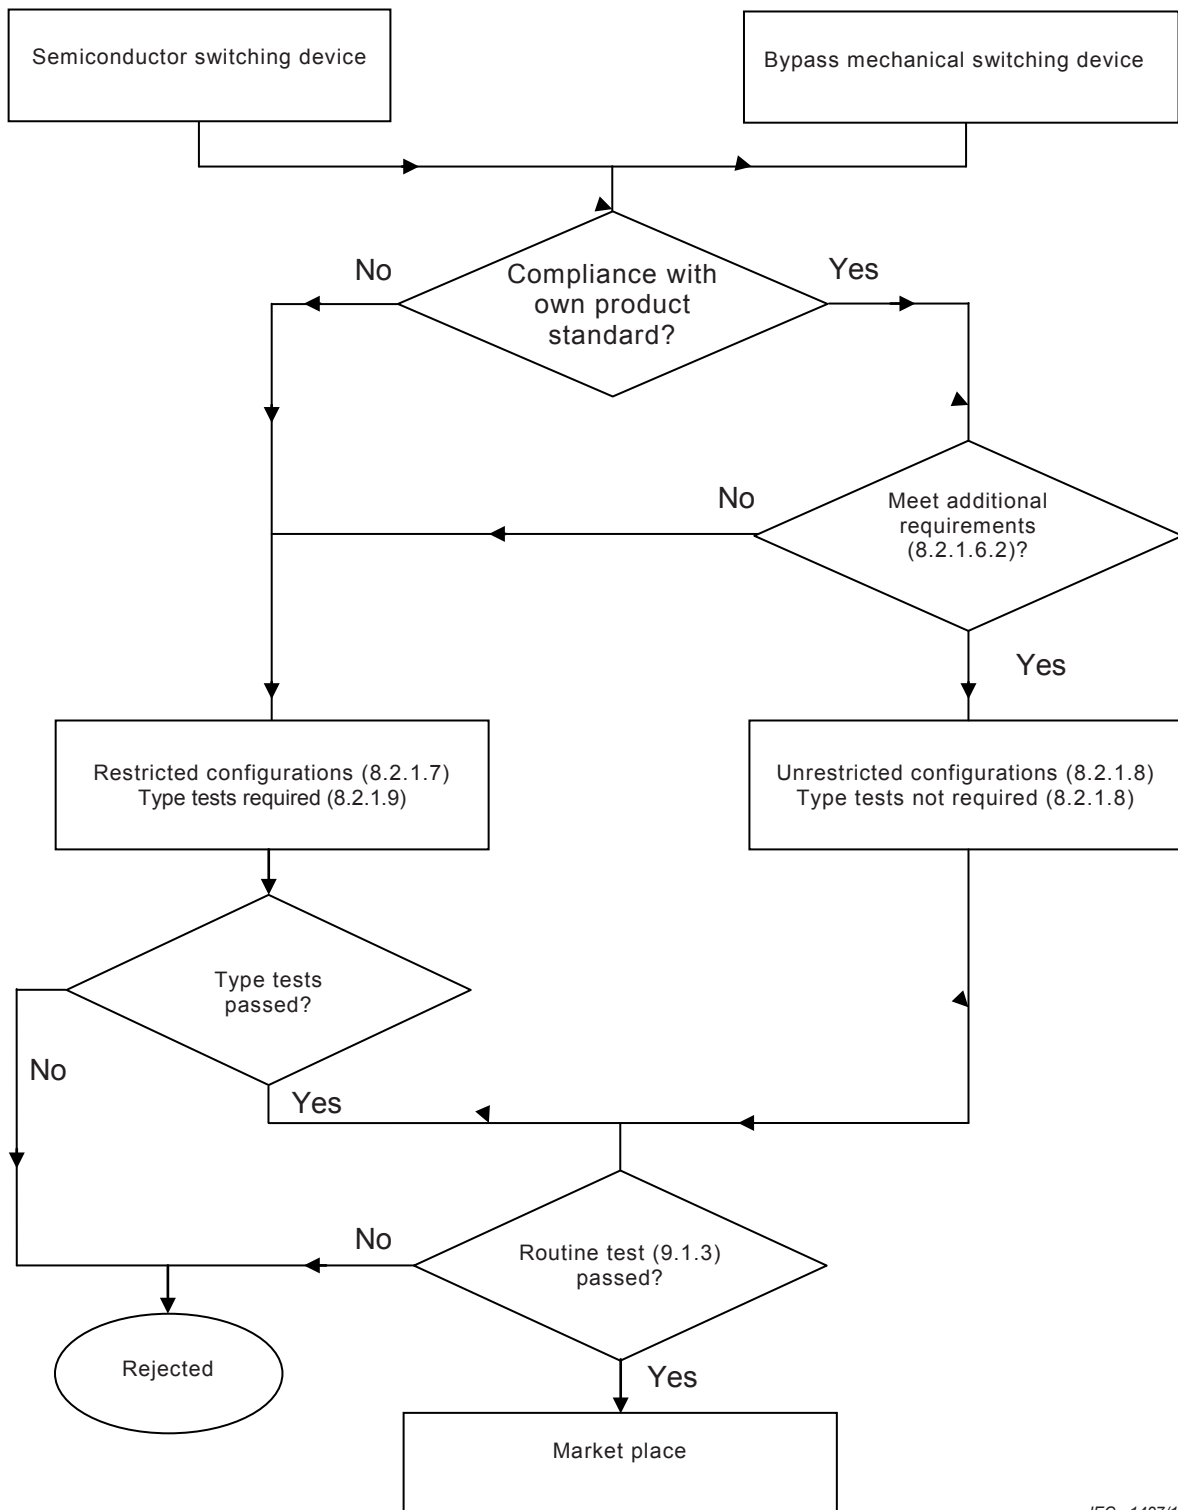 Semiconductor switching device
Bypass mechanical switching device
No
Yes
Compliance with
own product
standard?
No
Meet additional
requirements
(8.2.1.6.2)?
Yes
Restricted configurations (8.2.1.7)
Type tests required (8.2.1.9)
Unrestricted configurations (8.2.1.8)
Type tests not required (8.2.1.8)
Type tests
passed?
No
Yes
No
Routine test (9.1.3)
passed?
Rejected
Yes
Market place